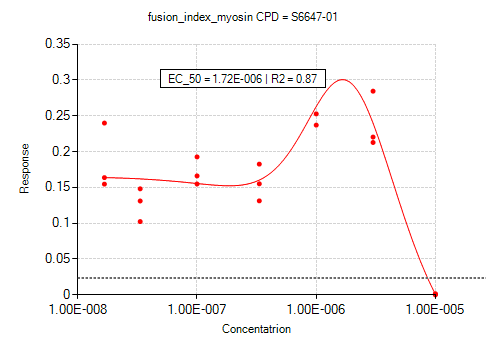 fusion_index_myosin CPD = S6647-01
0.35
0.3
EC_50 = 1.72E-006 | R2 = 0.87
0.25
0.2
Response
0.15
0.1
0.05
0
1.00E-008 1.00E-007 1.00E-006 1.00E-005
Concentatrion